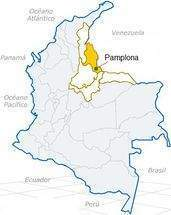 Océano
Atlántico
Venezuela
Panamá
Pamplona
Océano
Pacífico
Ecuador
Perú
Brasil